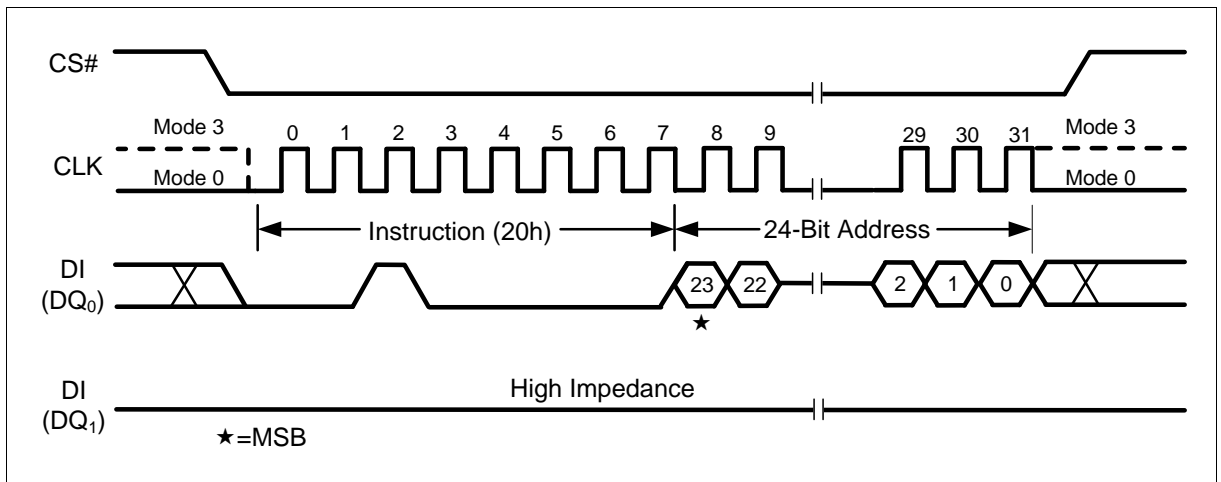 CS#
Mode 3
0 1 2 3 4 5 6 7 8 9 29 30 31
Mode 3
CLK
Mode 0
Mode 0
Instruction (20h)
24-Bit Address
DI
(DQ₀)
23 22 2 1 0
★
DI
(DQ₁)
High Impedance
★=MSB